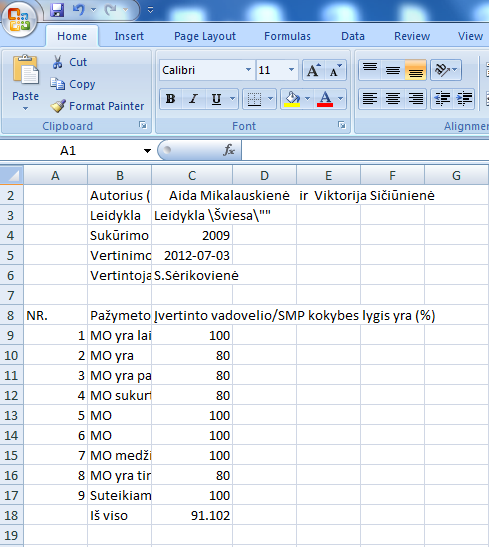 Home Insert Page Layout Formulas Data Review View
Paste Cut Copy Format Painter
Calibri 11 A A
B I U A
Clipboard Font Alignment
A1 fx
A B C D E F G
2 Autorius ( Aida Mikalauskienė ir Viktorija Sičiūnienė
3 Leidykla Leidykla \Šviesa\""
4 Sukūrimo 2009
5 Vertinimo 2012-07-03
6 Vertintoja S.Sėrikovienė
7
8 NR. Pažymeto Įvertinto vadovelio/SMP kokybes lygis yra (%)
9 1 MO yra lai 100
10 2 MO yra 80
11 3 MO yra pa 80
12 4 MO sukurt 80
13 5 MO 100
14 6 MO 100
15 7 MO medži 100
16 8 MO yra tir 80
17 9 Suteikiam 100
18 Iš viso 91.102
19